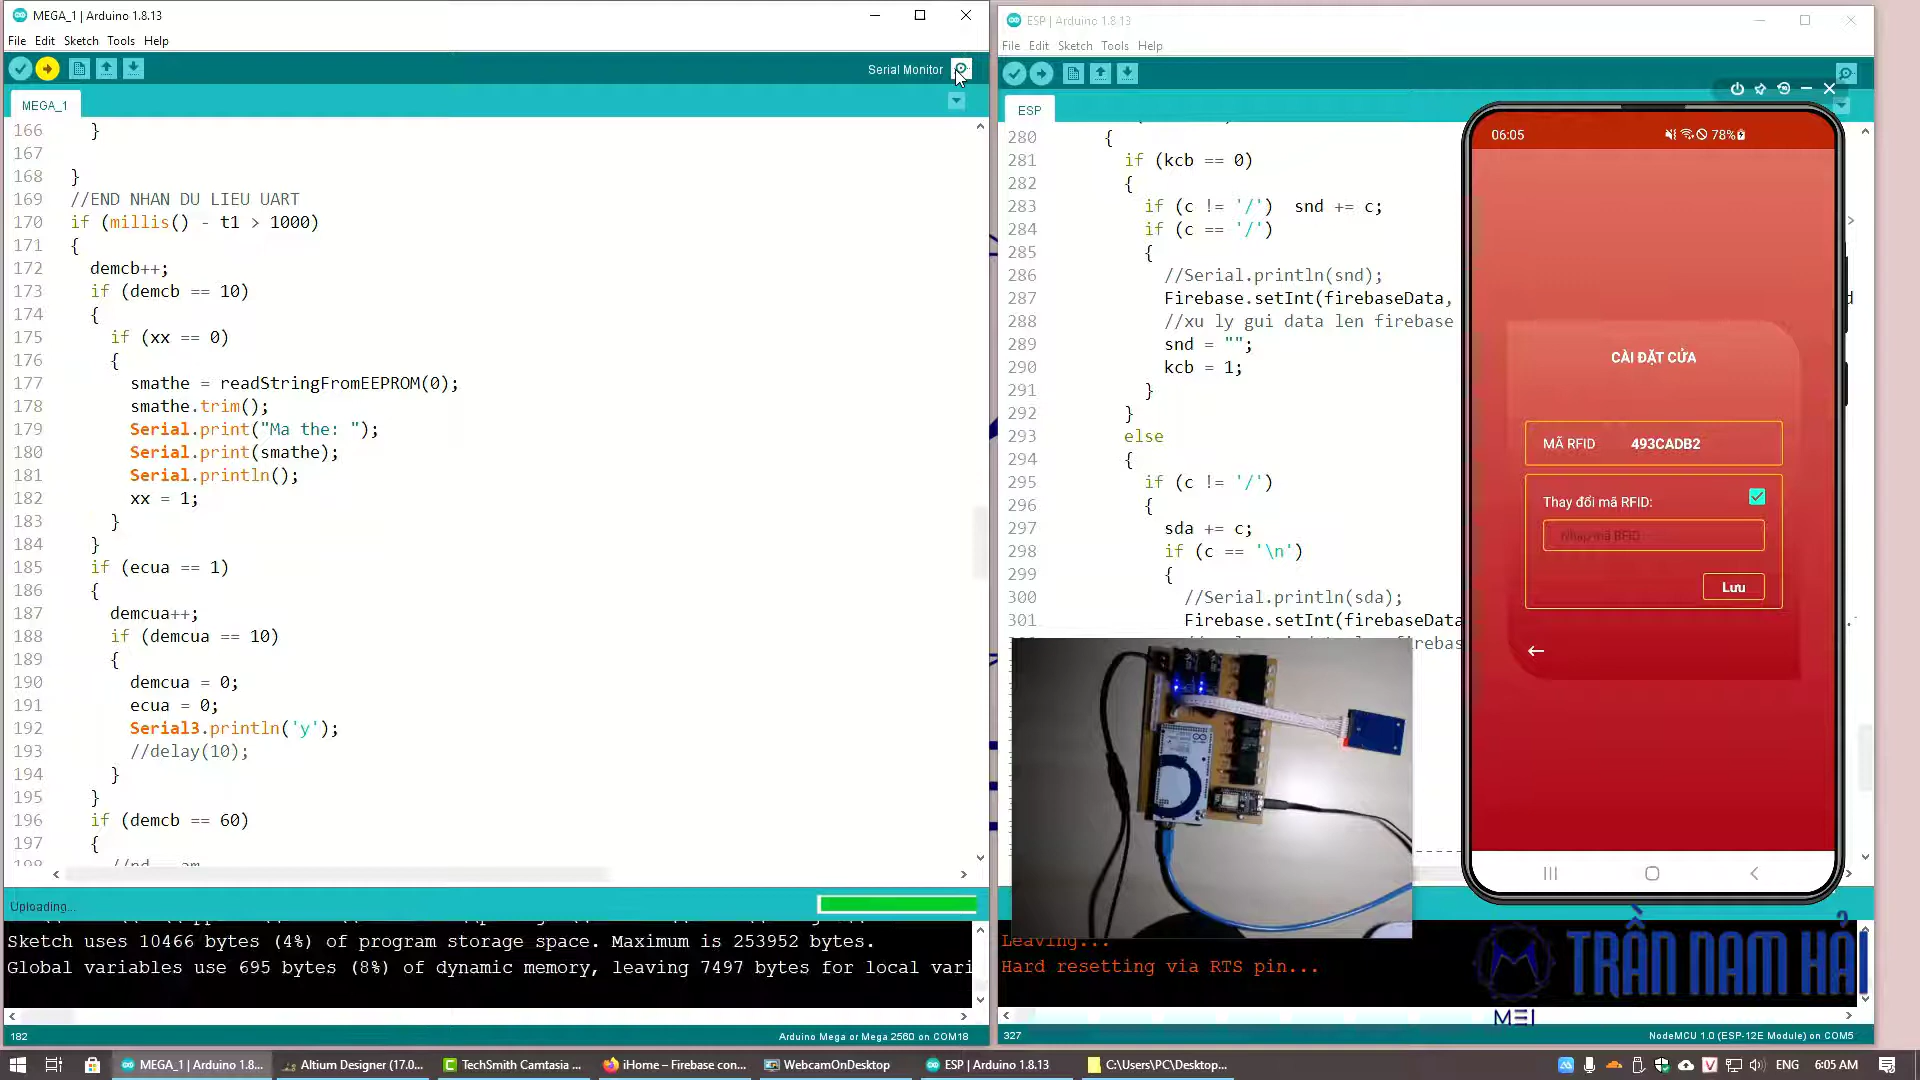 MEGA_1 | Arduino 1.8.13
File Edit Sketch Tools Help
Serial Monitor
MEGA_1
166 }
167
168 }
169 //END NHAN DU LIEU UART
170 if (millis() - t1 > 1000)
171 {
172 demcb++;
173 if (demcb == 10)
174 {
175 if (xx == 0)
176 {
177 smathe = readStringFromEEPROM(0);
178 smathe.trim();
179 Serial.print("Ma the: ");
180 Serial.print(smathe);
181 Serial.println();
182 xx = 1;
183 }
184 }
185 if (ecua == 1)
186 {
187 demcua++;
188 if (demcua == 10)
189 {
190 demcua = 0;
191 ecua = 0;
192 Serial3.println('y');
193 //delay(10);
194 }
195 }
196 if (demcb == 60)
197 {
Uploading...
Sketch uses 10466 bytes (4%) of program storage space. Maximum is 253952 bytes.
Global variables use 695 bytes (8%) of dynamic memory, leaving 7497 bytes for local vari
182
Arduino Mega or Mega 2560 on COM18
ESP | Arduino 1.8.13
File Edit Sketch Tools Help
ESP
280 {
281 if (kcb == 0)
282 {
283 if (c != '/') snd += c;
284 if (c == '/')
285 {
286 //Serial.println(snd);
287 Firebase.setInt(firebaseData,
288 //xu ly gui data len firebase
289 snd = "";
290 kcb = 1;
291 }
292 }
293 else
294 {
295 if (c != '/')
296 {
297 sda += c;
298 if (c == '\n')
299 {
300 //Serial.println(sda);
301 Firebase.setInt(firebaseData
Leaving...
Hard resetting via RTS pin...
327
NodeMCU 1.0 (ESP-12E Module) on COM5
06:05
78%
CÀI ĐẶT CỬA
MÃ RFID 493CADB2
Thay đổi mã RFID:
Nhập mã RFID
Lưu
TRẦN NAM HẢI
MEI
MEGA_1 | Arduino 1.8...
Altium Designer (17.0...
TechSmith Camtasia ...
iHome – Firebase con...
WebcamOnDesktop
ESP | Arduino 1.8.13
C:\Users\PC\Desktop...
ENG
6:05 AM